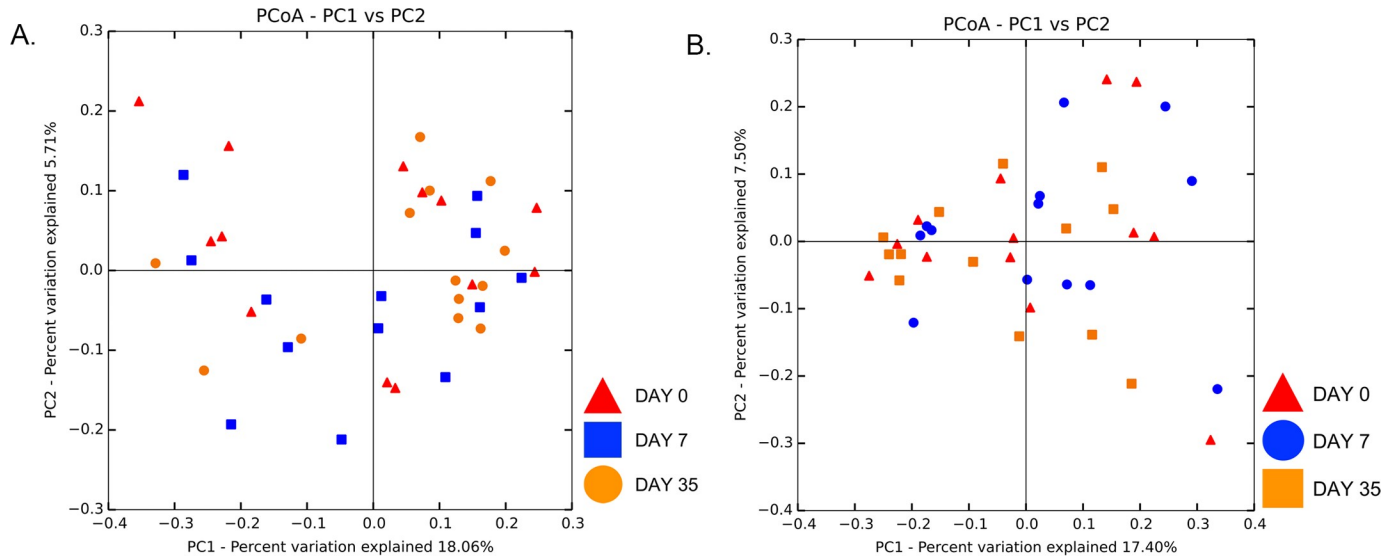 A.
PCoA - PC1 vs PC2
0.3
0.2
0.1
0.0
−0.1
−0.2
−0.3
PC2 - Percent variation explained 5.71%
−0.4 −0.3 −0.2 −0.1 0.0 0.1 0.2 0.3
PC1 - Percent variation explained 18.06%
DAY 0
DAY 7
DAY 35
B.
PCoA - PC1 vs PC2
0.3
0.2
0.1
0.0
−0.1
−0.2
−0.3
−0.4
PC2 - Percent variation explained 7.50%
−0.4 −0.3 −0.2 −0.1 0.0 0.1 0.2 0.3 0.4
PC1 - Percent variation explained 17.40%
DAY 0
DAY 7
DAY 35